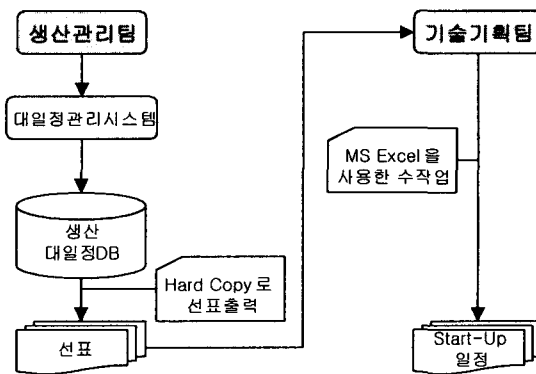 생산관리팀
대일정관리시스템
생산
대일정DB
Hard Copy로
선표출력
선표
기술기획팀
MS Excel을
사용한 수작업
Start-Up
일정